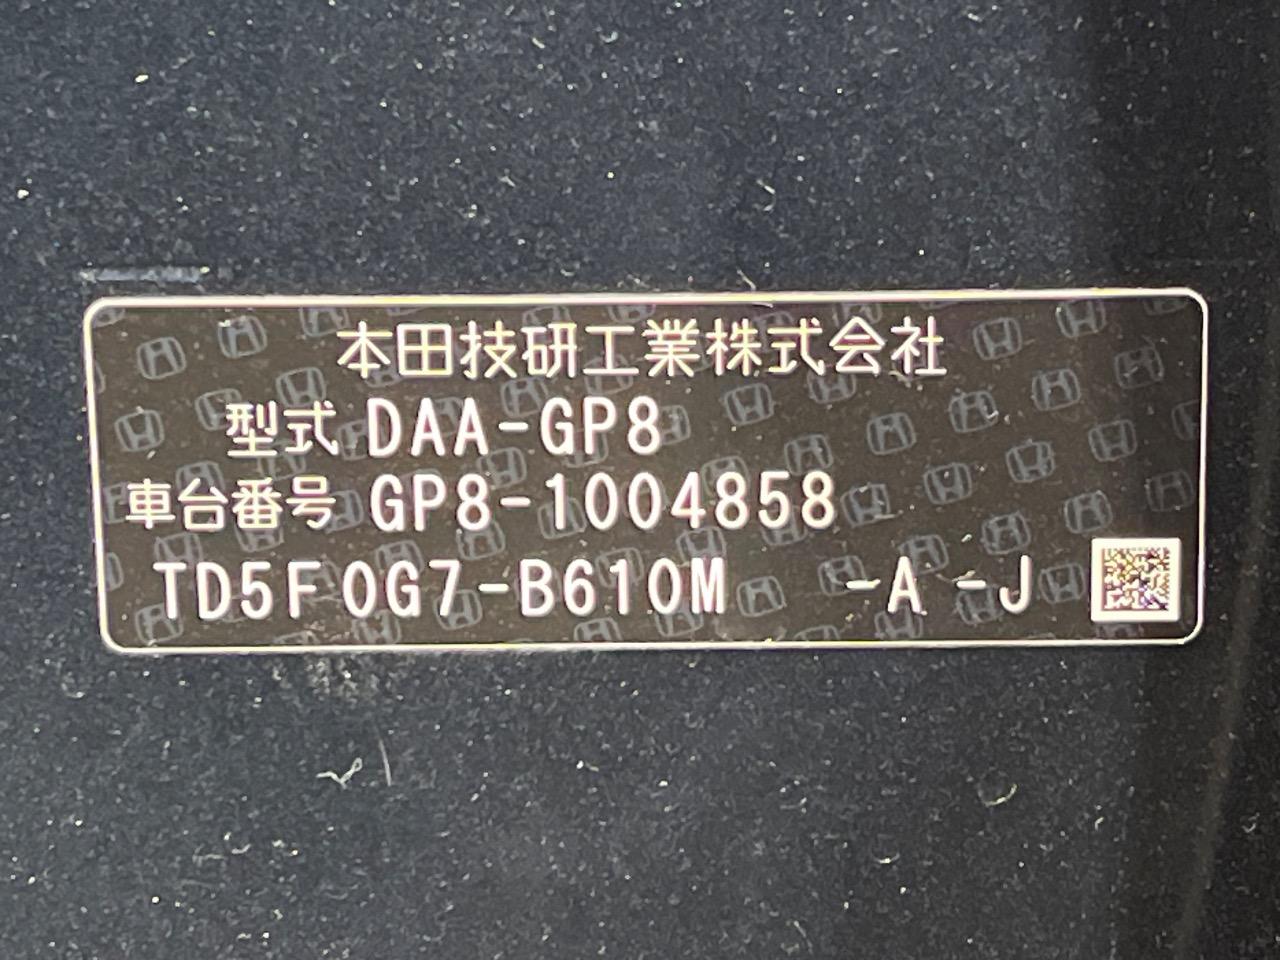 本田技研工業株式会社
型式 DAA-GP8
車台番号 GP8-1004858
TD5F0G7-B610M -A -J